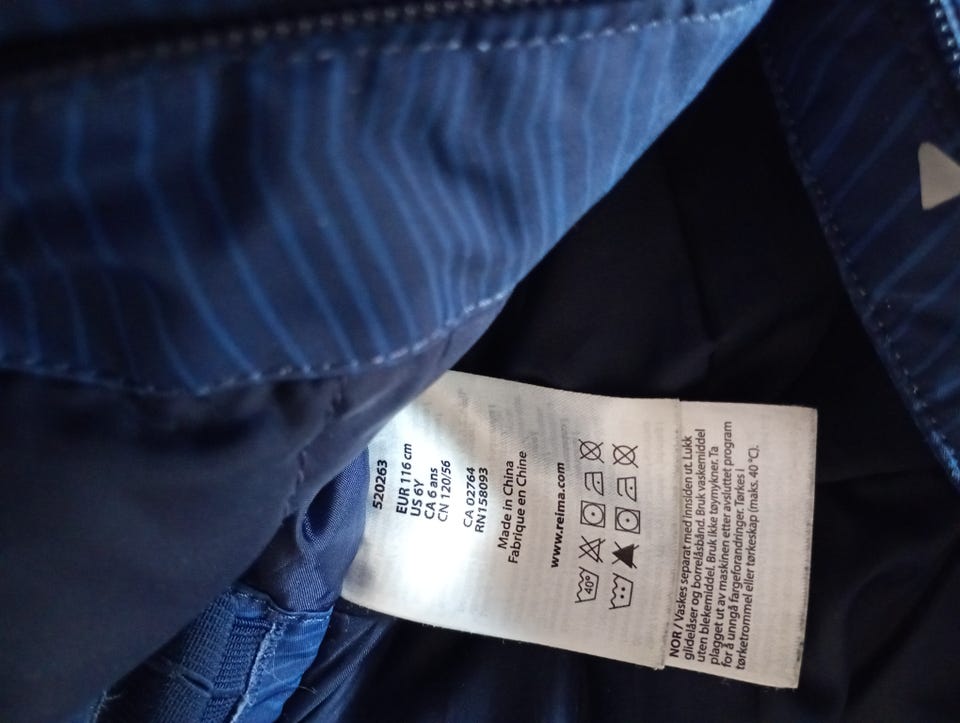 520263
EUR 116 cm
US 6Y
CA 6 ans
CN 120/56
CA 02764
RN158093
Made in China
Fabrique en Chine
www.reima.com
40°
NOR / Vaskes separat med innsiden ut. Lukk
glidelåser og borrelåsbånd. Bruk vaskemiddel
uten blekemiddel. Bruk ikke tøymykner. Ta
plagget ut av maskinen etter avsluttet program
for å unngå fargeforandringer. Tørkes i
tørketrommel eller tørkeskap (maks. 40 °C).